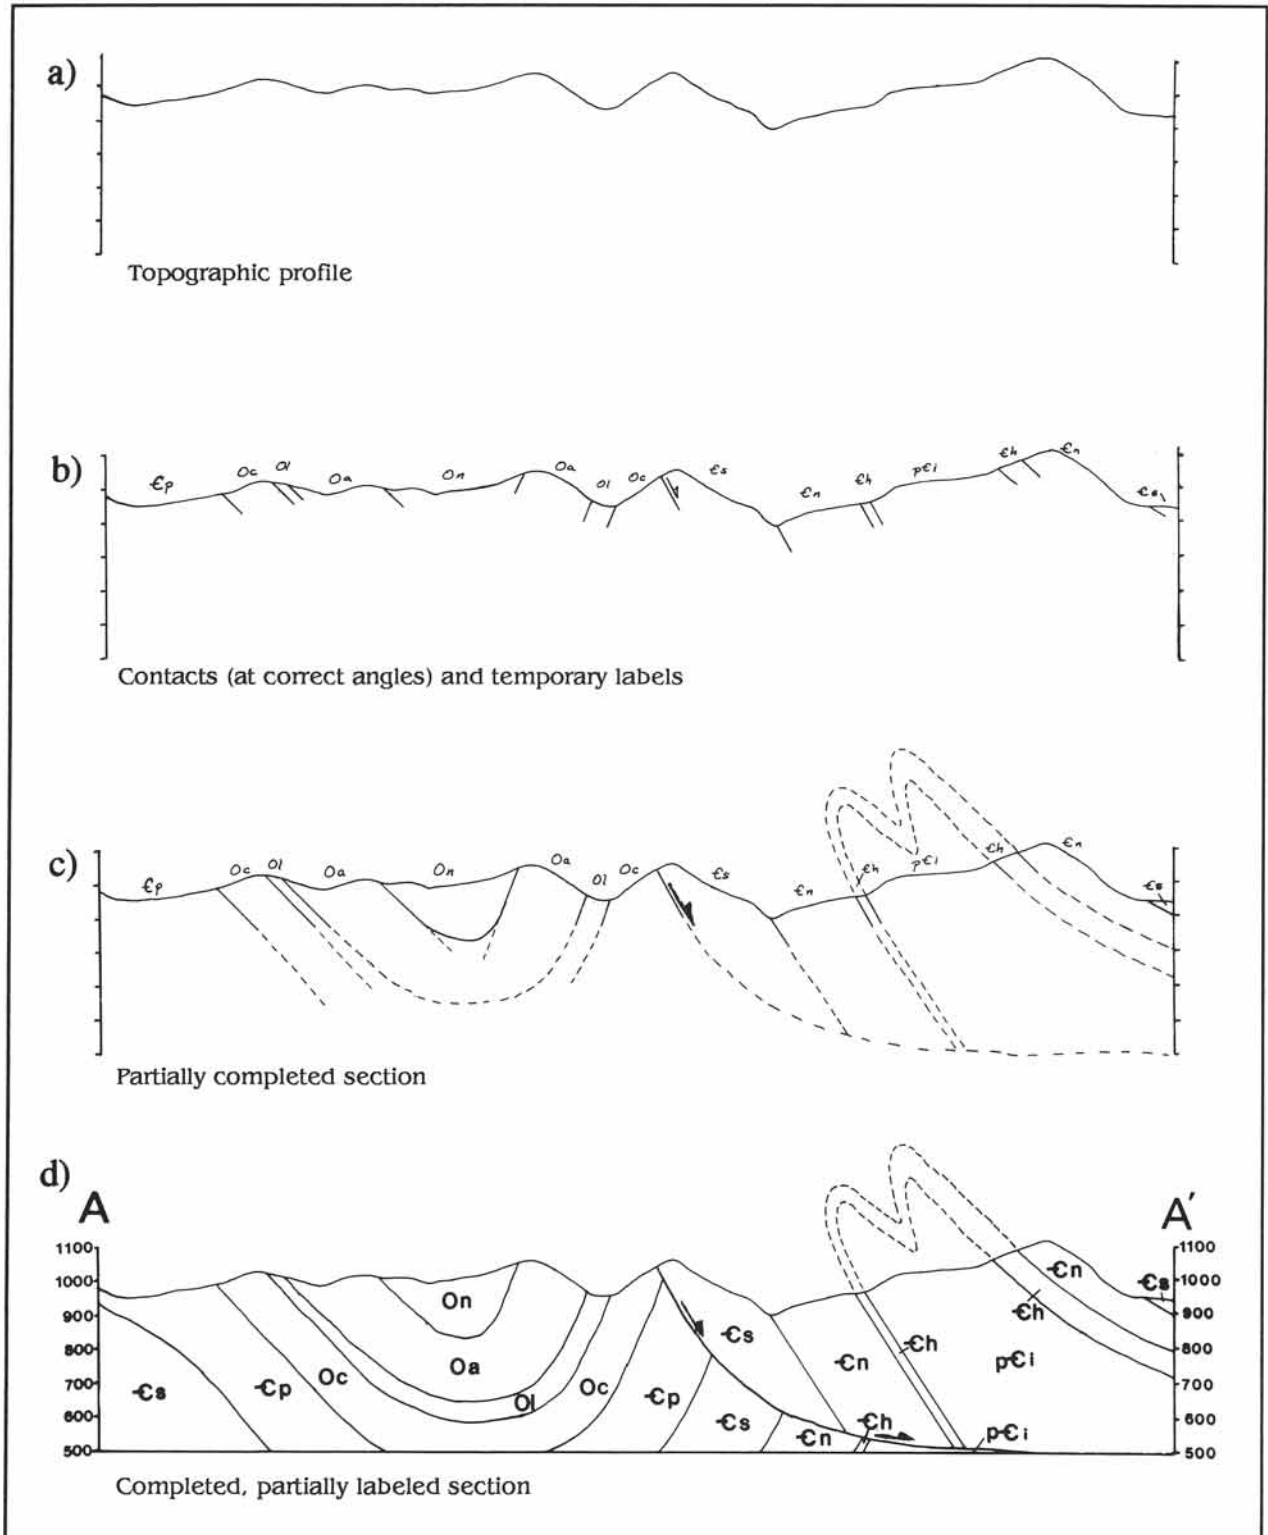 a)
Topographic profile
b)
Єp Oc Ol Oa On Oa Ol Oc Єs Єn Єh pЄi Єh Єn Єs
Contacts (at correct angles) and temporary labels
c)
Єp Oc Ol Oa On Oa Ol Oc Єs Єn Єh pЄi Єh Єn Єs
Partially completed section
d)
A A′
1100 1100
1000 1000
900 900
800 800
700 700
600 600
500 500
Єs Єp Oc On Oa Ol Oc Єp Єs Єs Єn Єn Єh Єh pЄi pЄi Єh Єn Єs
Completed, partially labeled section